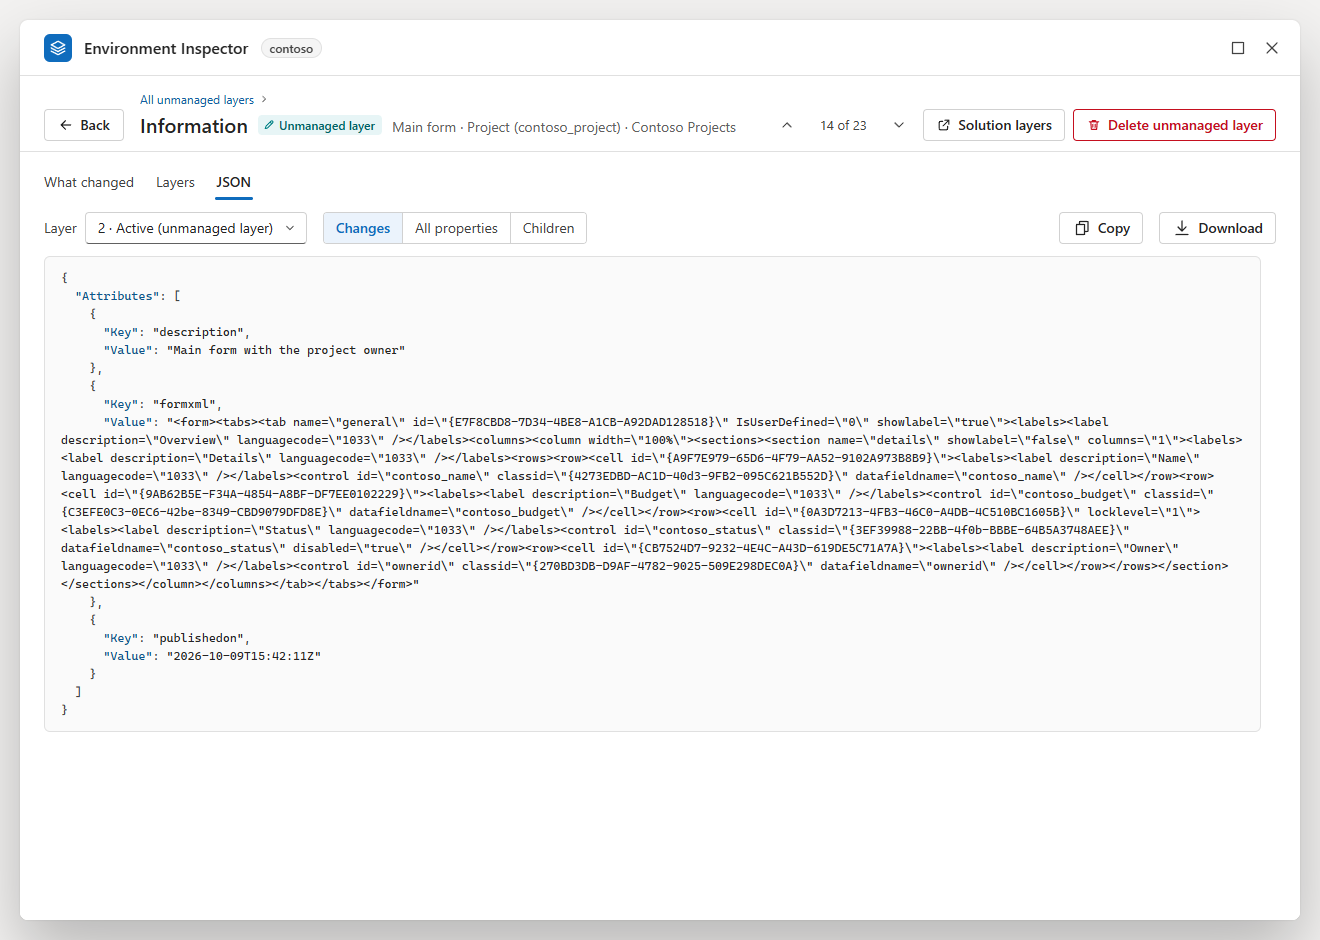 Environment Inspector contoso
All unmanaged layers >
Back
Information Unmanaged layer Main form · Project (contoso_project) · Contoso Projects
14 of 23
Solution layers
Delete unmanaged layer
What changed Layers JSON
Layer 2 · Active (unmanaged layer)
Changes All properties Children
Copy Download
{
"Attributes": [
{
"Key": "description",
"Value": "Main form with the project owner"
},
{
"Key": "formxml",
"Value": "<form><tabs><tab name=\"general\" id=\"{E7F8CBD8-7D34-4BE8-A1CB-A92DAD128518}\" IsUserDefined=\"0\" showlabel=\"true\"><labels><label
description=\"Overview\" languagecode=\"1033\" /></labels><columns><column width=\"100%\"><sections><section name=\"details\" showlabel=\"false\" columns=\"1\"><labels>
<label description=\"Details\" languagecode=\"1033\" /></labels><rows><row><cell id=\"{A9F7E979-65D6-4F79-AA52-9102A973B8B9}\"><labels><label description=\"Name\"
languagecode=\"1033\" /></labels><control id=\"contoso_name\" classid=\"{4273EDBD-AC1D-40d3-9FB2-095C621B552D}\" datafieldname=\"contoso_name\" /></cell></row><row>
<cell id=\"{9AB62B5E-F34A-4854-A8BF-DF7EE0102229}\"><labels><label description=\"Budget\" languagecode=\"1033\" /></labels><control id=\"contoso_budget\" classid=\"
{C3EFE0C3-0EC6-42be-8349-CBD9079DFD8E}\" datafieldname=\"contoso_budget\" /></cell></row><row><cell id=\"{0A3D7213-4FB3-46C0-A4DB-4C510BC1605B}\" locklevel=\"1\">
<labels><label description=\"Status\" languagecode=\"1033\" /></labels><control id=\"contoso_status\" classid=\"{3EF39988-22BB-4f0b-BBBE-64B5A3748AEE}\"
datafieldname=\"contoso_status\" disabled=\"true\" /></cell></row><row><cell id=\"{CB7524D7-9232-4E4C-A43D-619DE5C71A7A}\"><labels><label description=\"Owner\"
languagecode=\"1033\" /></labels><control id=\"ownerid\" classid=\"{270BD3DB-D9AF-4782-9025-509E298DEC0A}\" datafieldname=\"ownerid\" /></cell></row></rows></section>
</sections></column></columns></tab></tabs></form>"
},
{
"Key": "publishedon",
"Value": "2026-10-09T15:42:11Z"
}
]
}